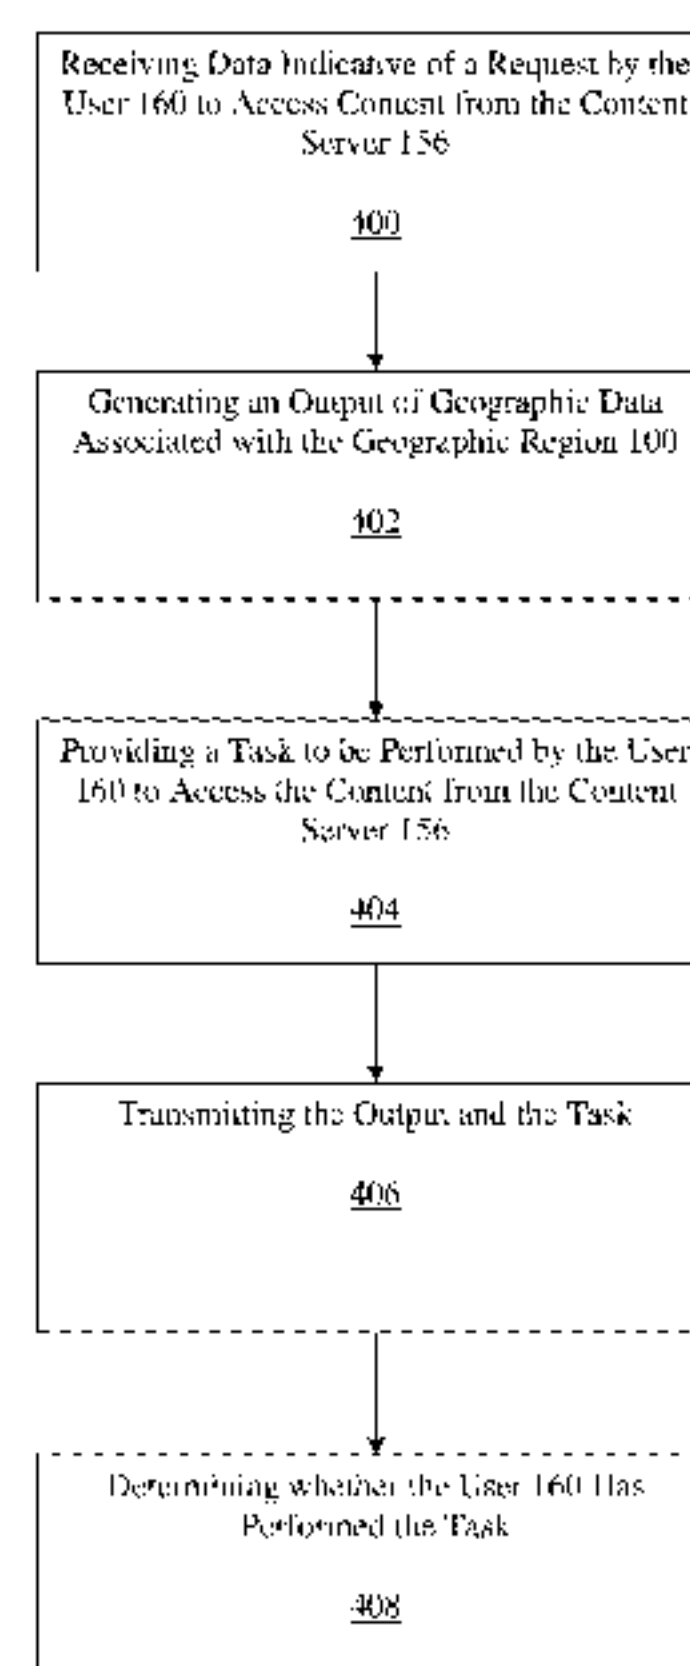 Receiving Data Indicative of a Request by the
User 160 to Access Content from the Content
Server 156
400
Generating an Output of Geographic Data
Associated with the Geographic Region 100
402
Providing a Task to be Performed by the User
160 to Access the Content from the Content
Server 156
404
Transmitting the Output and the Task
406
Determining whether the User 160 Has
Performed the Task
408